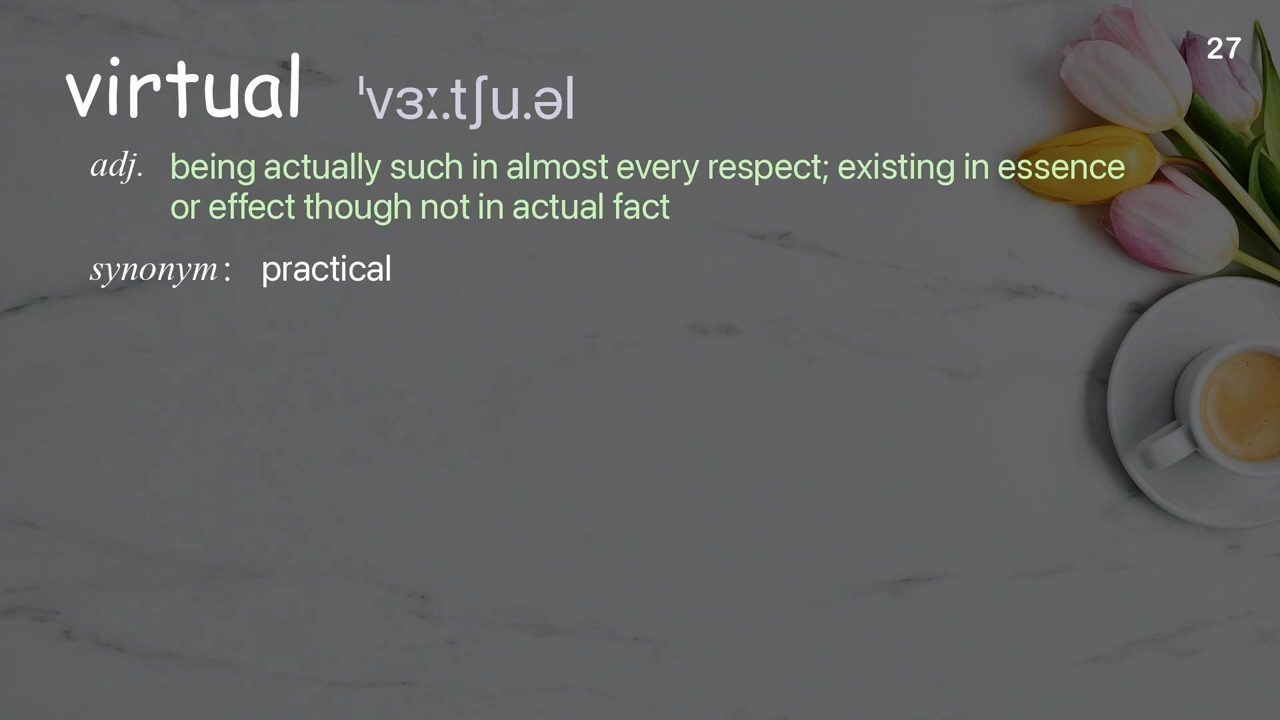 27
virtual ˈvɜː.tʃu.əl
adj. being actually such in almost every respect; existing in essence
or effect though not in actual fact
synonym: practical